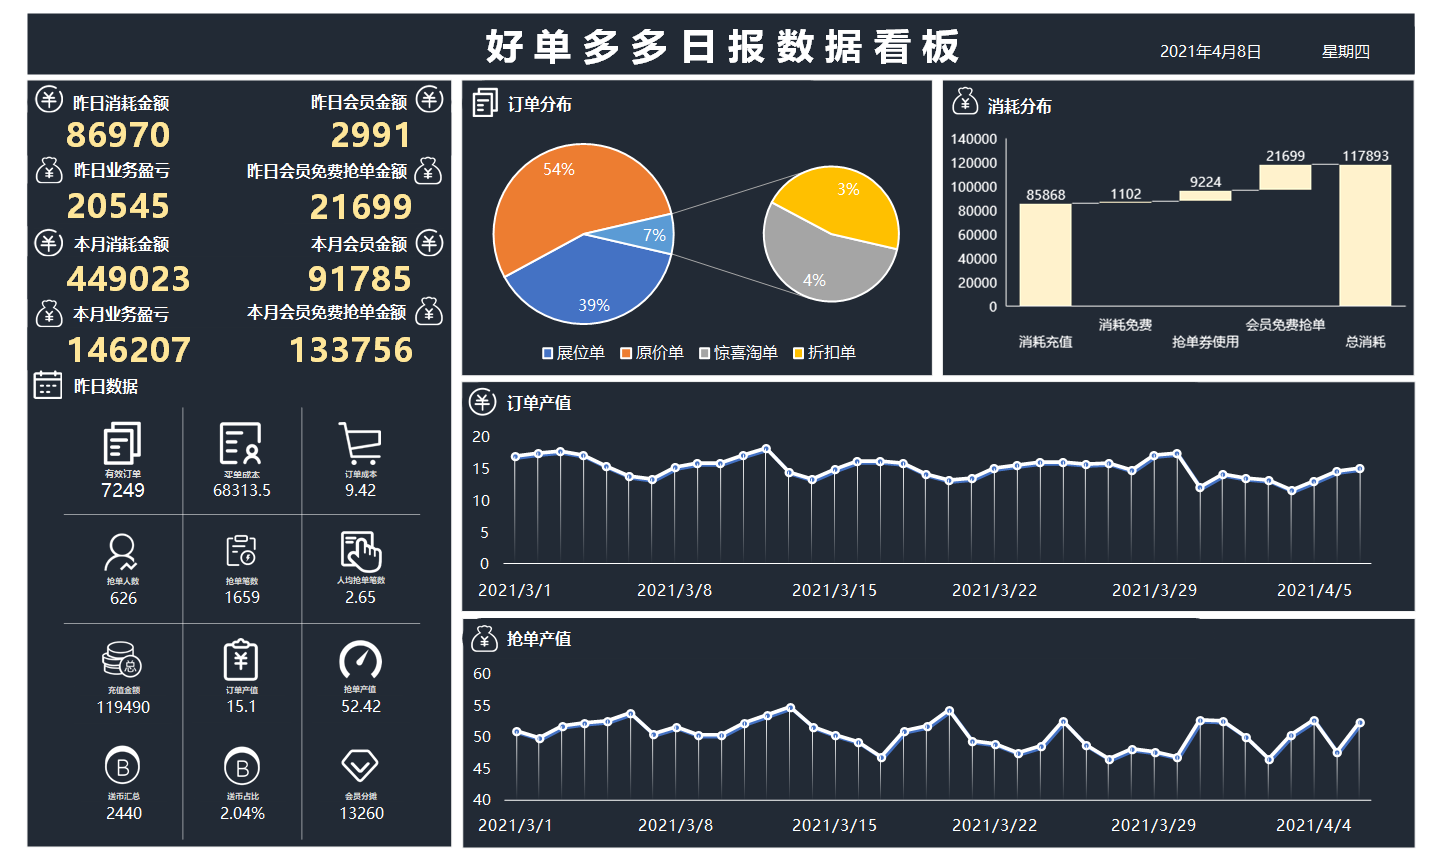 好单多多日报数据看板
2021年4月8日 星期四
昨日消耗金额 昨日会员金额
86970 2991
昨日业务盈亏 昨日会员免费抢单金额
20545 21699
本月消耗金额 本月会员金额
449023 91785
本月业务盈亏 本月会员免费抢单金额
146207 133756
昨日数据
有效订单 买单成本 订单成本
7249 68313.5 9.42
抢单人数 抢单笔数 人均抢单笔数
626 1659 2.65
总
充值金额 订单产值 抢单产值
119490 15.1 52.42
B B
送币汇总 送币占比 会员分摊
2440 2.04% 13260
订单分布
54%
3%
7%
4%
39%
展位单 原价单 惊喜淘单 折扣单
消耗分布
140000
120000
100000
80000
60000
40000
20000
0
85868 1102 9224 21699 117893
消耗免费 会员免费抢单
消耗充值 抢单券使用 总消耗
订单产值
20
15
10
5
0
2021/3/1 2021/3/8 2021/3/15 2021/3/22 2021/3/29 2021/4/5
抢单产值
60
55
50
45
40
2021/3/1 2021/3/8 2021/3/15 2021/3/22 2021/3/29 2021/4/4